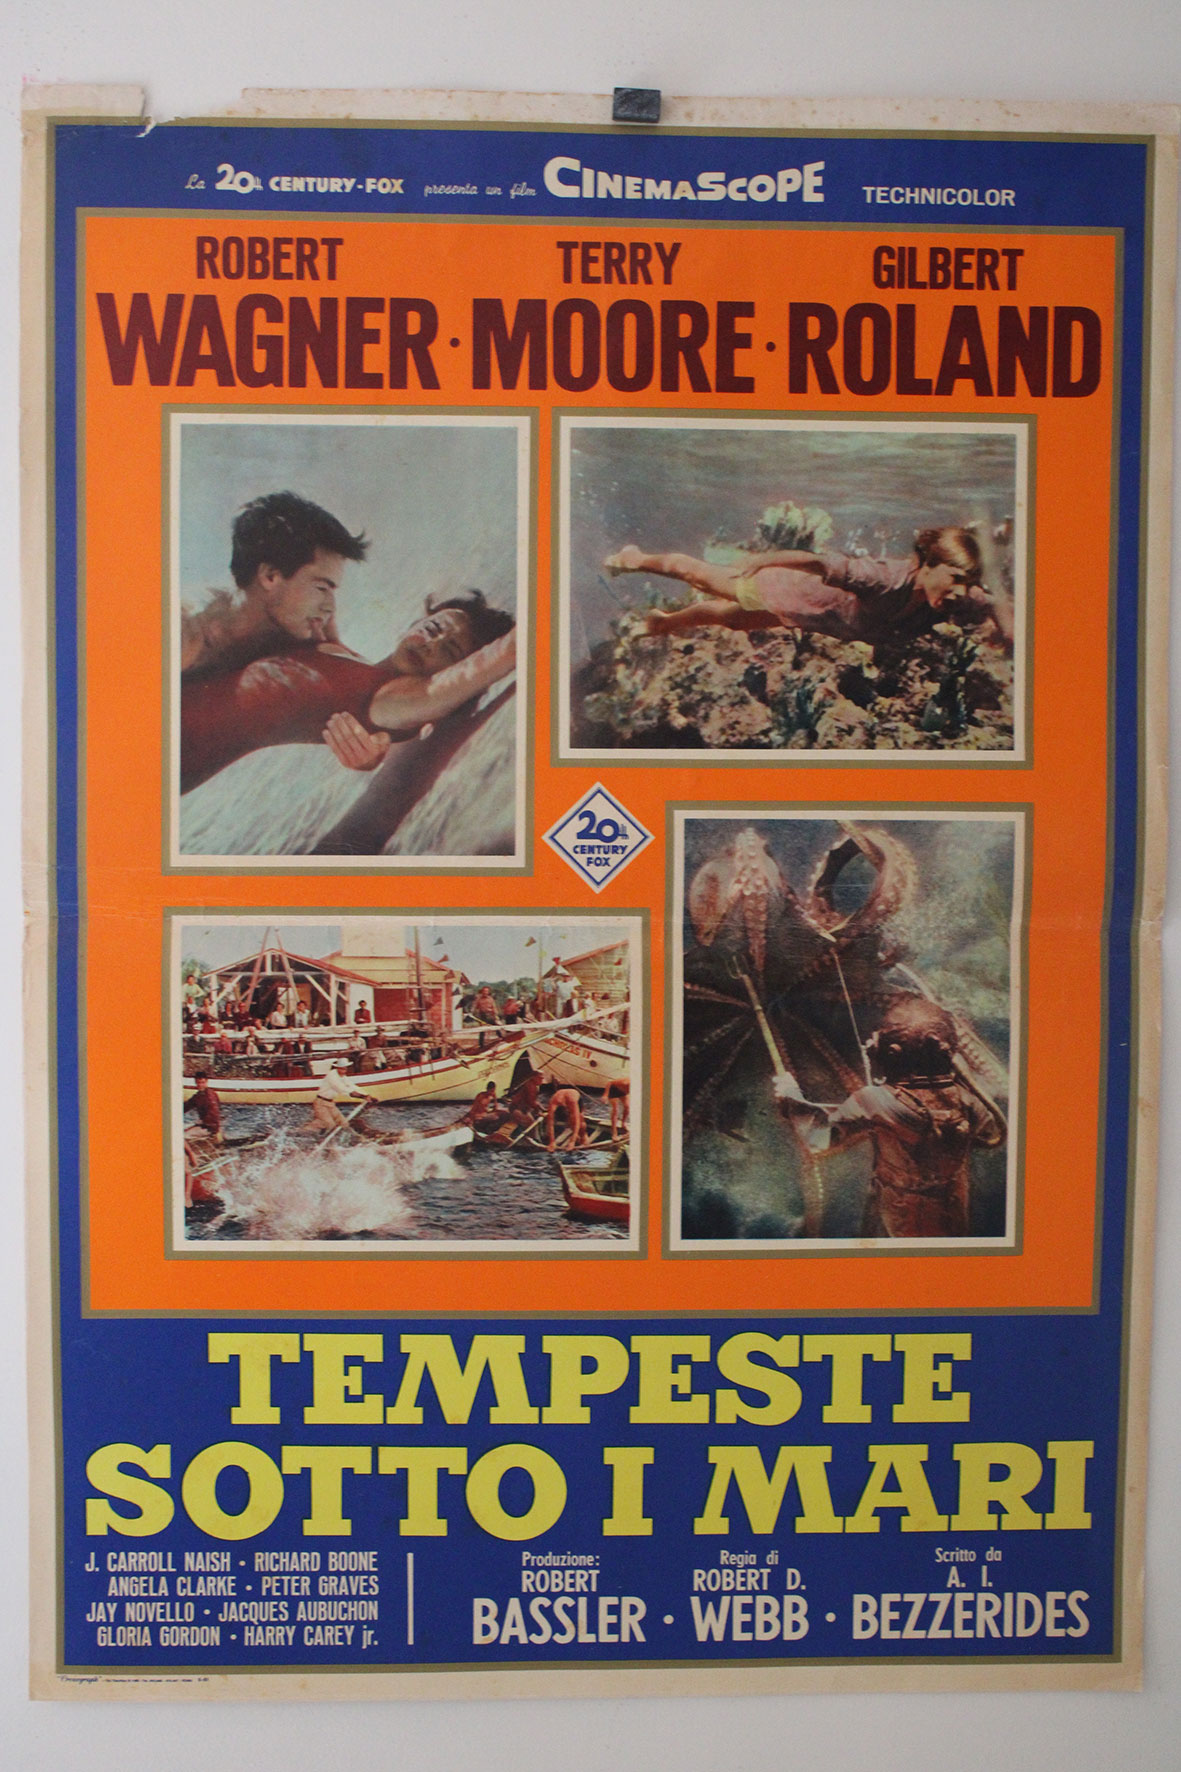 La 20th CENTURY-FOX presenta un film CINEMASCOPE TECHNICOLOR
ROBERT TERRY GILBERT
WAGNER · MOORE · ROLAND
20th
CENTURY
FOX
TEMPESTE
SOTTO I MARI
J. CARROLL NAISH · RICHARD BOONE
ANGELA CLARKE · PETER GRAVES
JAY NOVELLO · JACQUES AUBUCHON
GLORIA GORDON · HARRY CAREY jr.
Produzione: Regia di Scritto da
ROBERT ROBERT D. A. I.
BASSLER · WEBB · BEZZERIDES